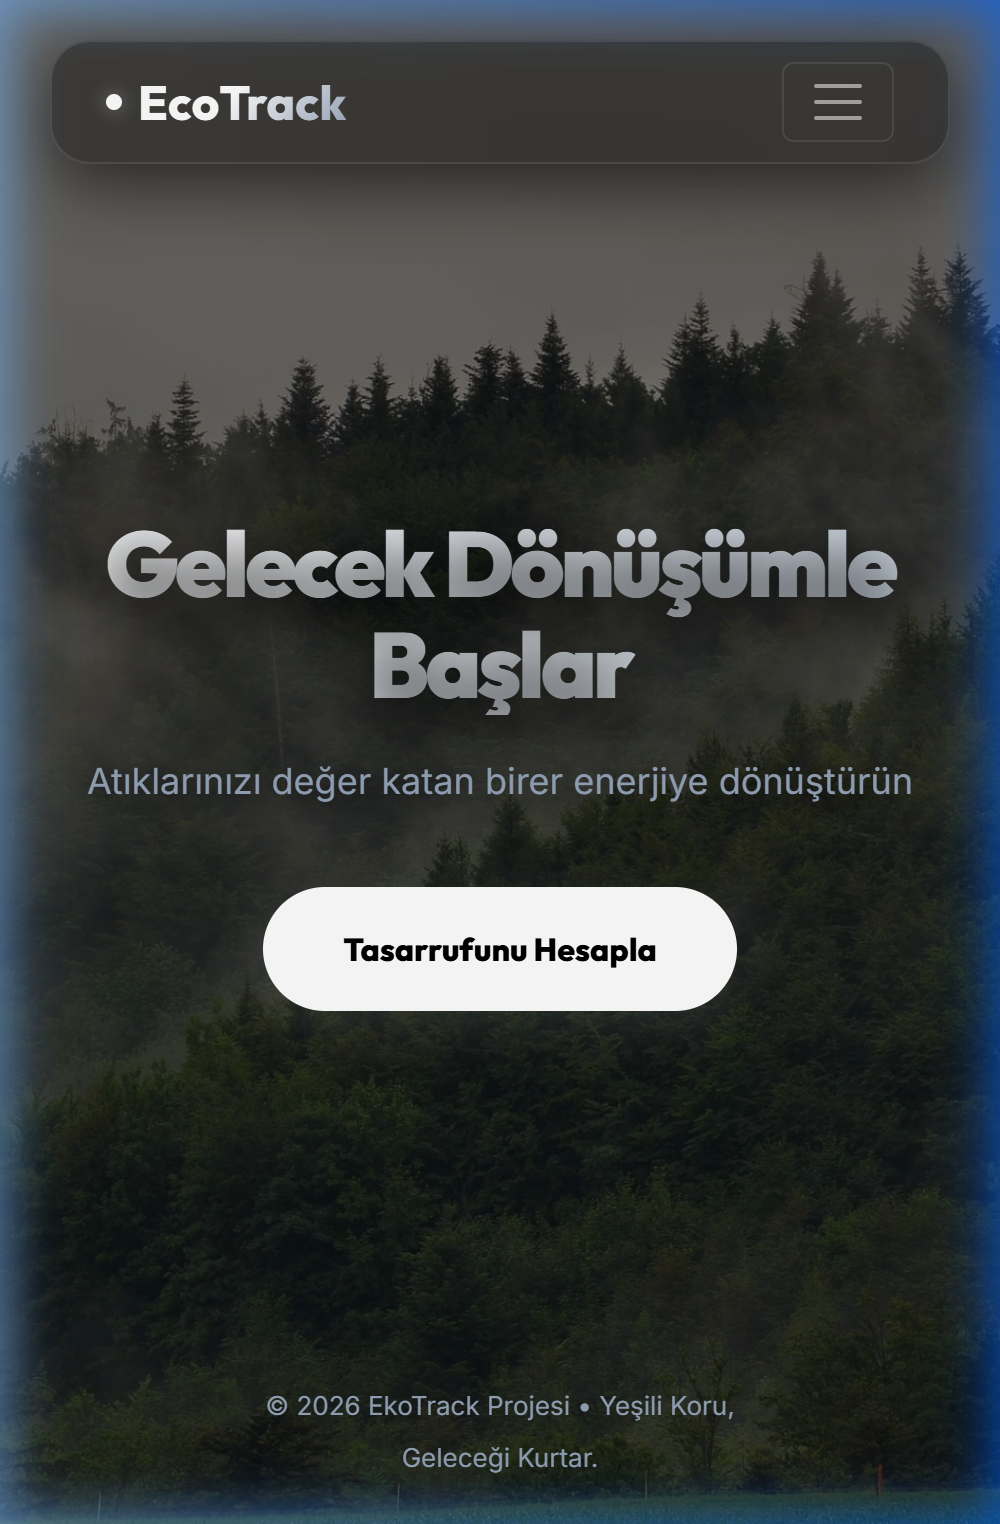 • EcoTrack
Gelecek Dönüşümle
Başlar
Atıklarınızı değer katan birer enerjiye dönüştürün
Tasarrufunu Hesapla
© 2026 EkoTrack Projesi • Yeşili Koru,
Geleceği Kurtar.